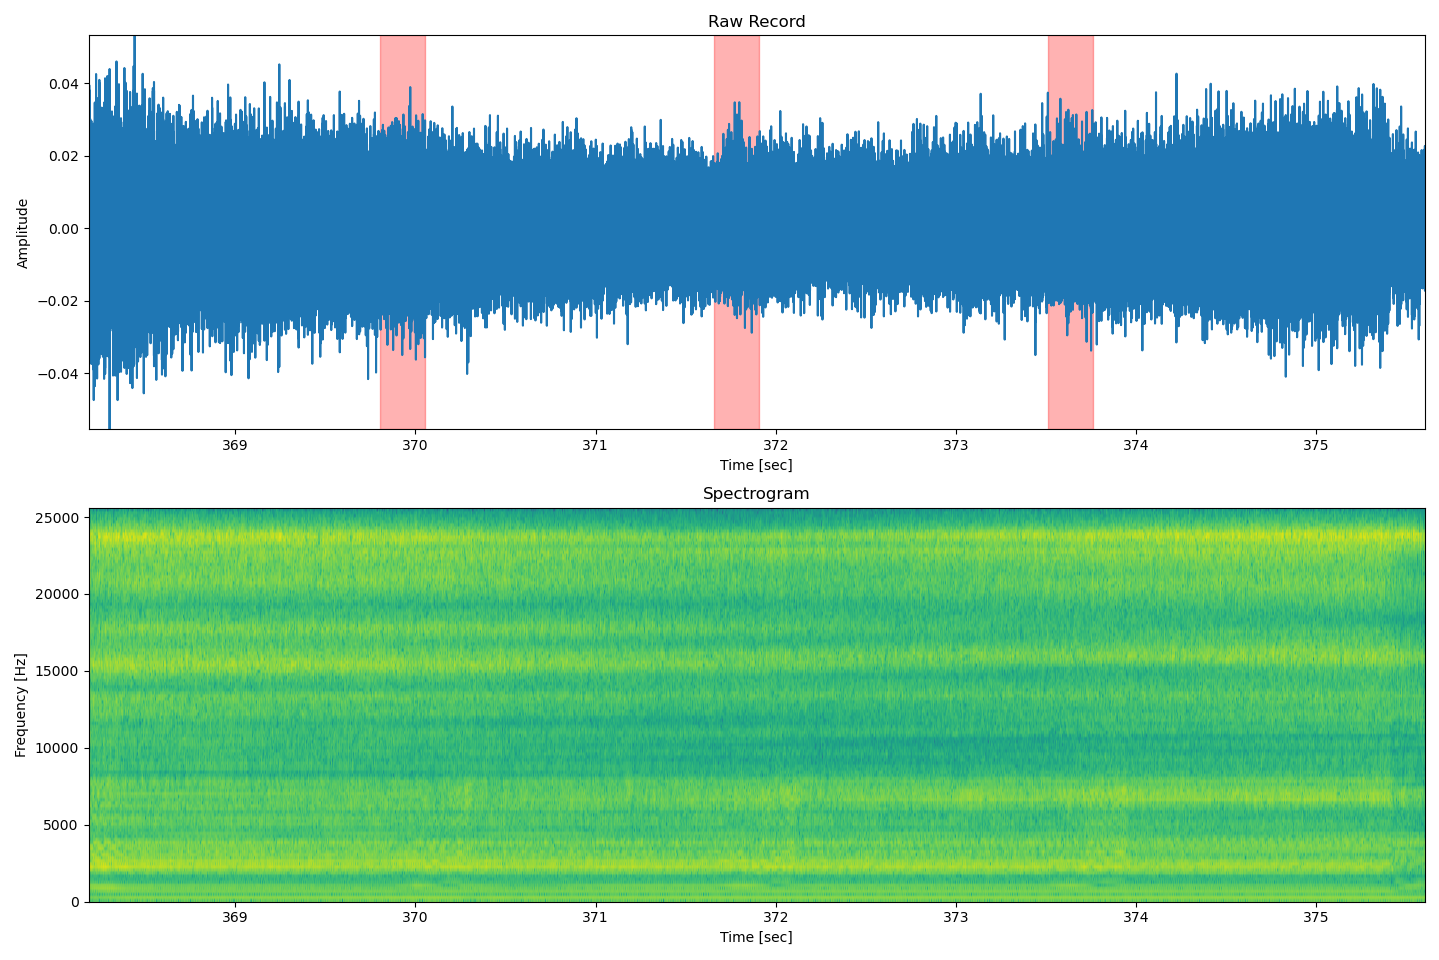 Raw Record
0.04
0.02
0.00
−0.02
−0.04
Amplitude
369 370 371 372 373 374 375
Time [sec]
Spectrogram
25000
20000
15000
10000
5000
0
Frequency [Hz]
369 370 371 372 373 374 375
Time [sec]